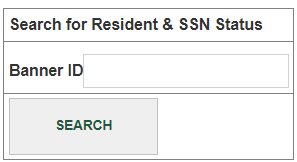 Search for Resident & SSN Status
Banner ID
SEARCH